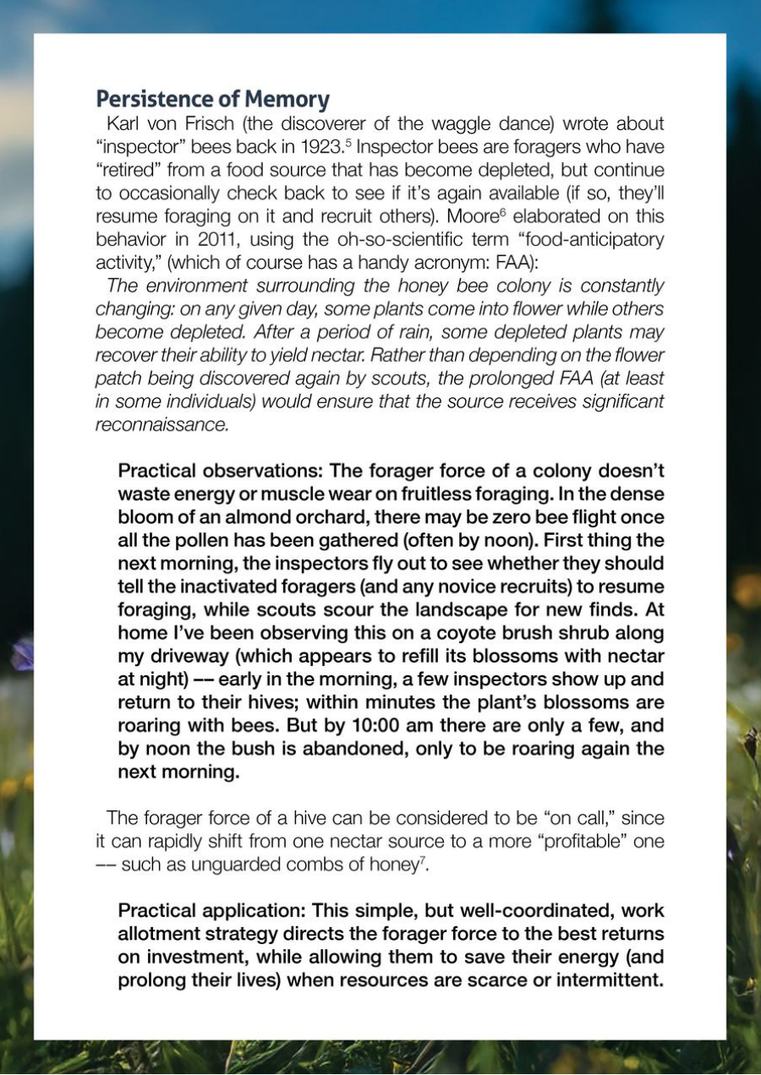 Persistence of Memory
Karl von Frisch (the discoverer of the waggle dance) wrote about
“inspector” bees back in 1923.⁵ Inspector bees are foragers who have
“retired” from a food source that has become depleted, but continue
to occasionally check back to see if it’s again available (if so, they’ll
resume foraging on it and recruit others). Moore⁶ elaborated on this
behavior in 2011, using the oh-so-scientific term “food-anticipatory
activity,” (which of course has a handy acronym: FAA):
The environment surrounding the honey bee colony is constantly
changing: on any given day, some plants come into flower while others
become depleted. After a period of rain, some depleted plants may
recover their ability to yield nectar. Rather than depending on the flower
patch being discovered again by scouts, the prolonged FAA (at least
in some individuals) would ensure that the source receives significant
reconnaissance.
Practical observations: The forager force of a colony doesn’t
waste energy or muscle wear on fruitless foraging. In the dense
bloom of an almond orchard, there may be zero bee flight once
all the pollen has been gathered (often by noon). First thing the
next morning, the inspectors fly out to see whether they should
tell the inactivated foragers (and any novice recruits) to resume
foraging, while scouts scour the landscape for new finds. At
home I’ve been observing this on a coyote brush shrub along
my driveway (which appears to refill its blossoms with nectar
at night) –– early in the morning, a few inspectors show up and
return to their hives; within minutes the plant’s blossoms are
roaring with bees. But by 10:00 am there are only a few, and
by noon the bush is abandoned, only to be roaring again the
next morning.
The forager force of a hive can be considered to be “on call,” since
it can rapidly shift from one nectar source to a more “profitable” one
–– such as unguarded combs of honey⁷.
Practical application: This simple, but well-coordinated, work
allotment strategy directs the forager force to the best returns
on investment, while allowing them to save their energy (and
prolong their lives) when resources are scarce or intermittent.